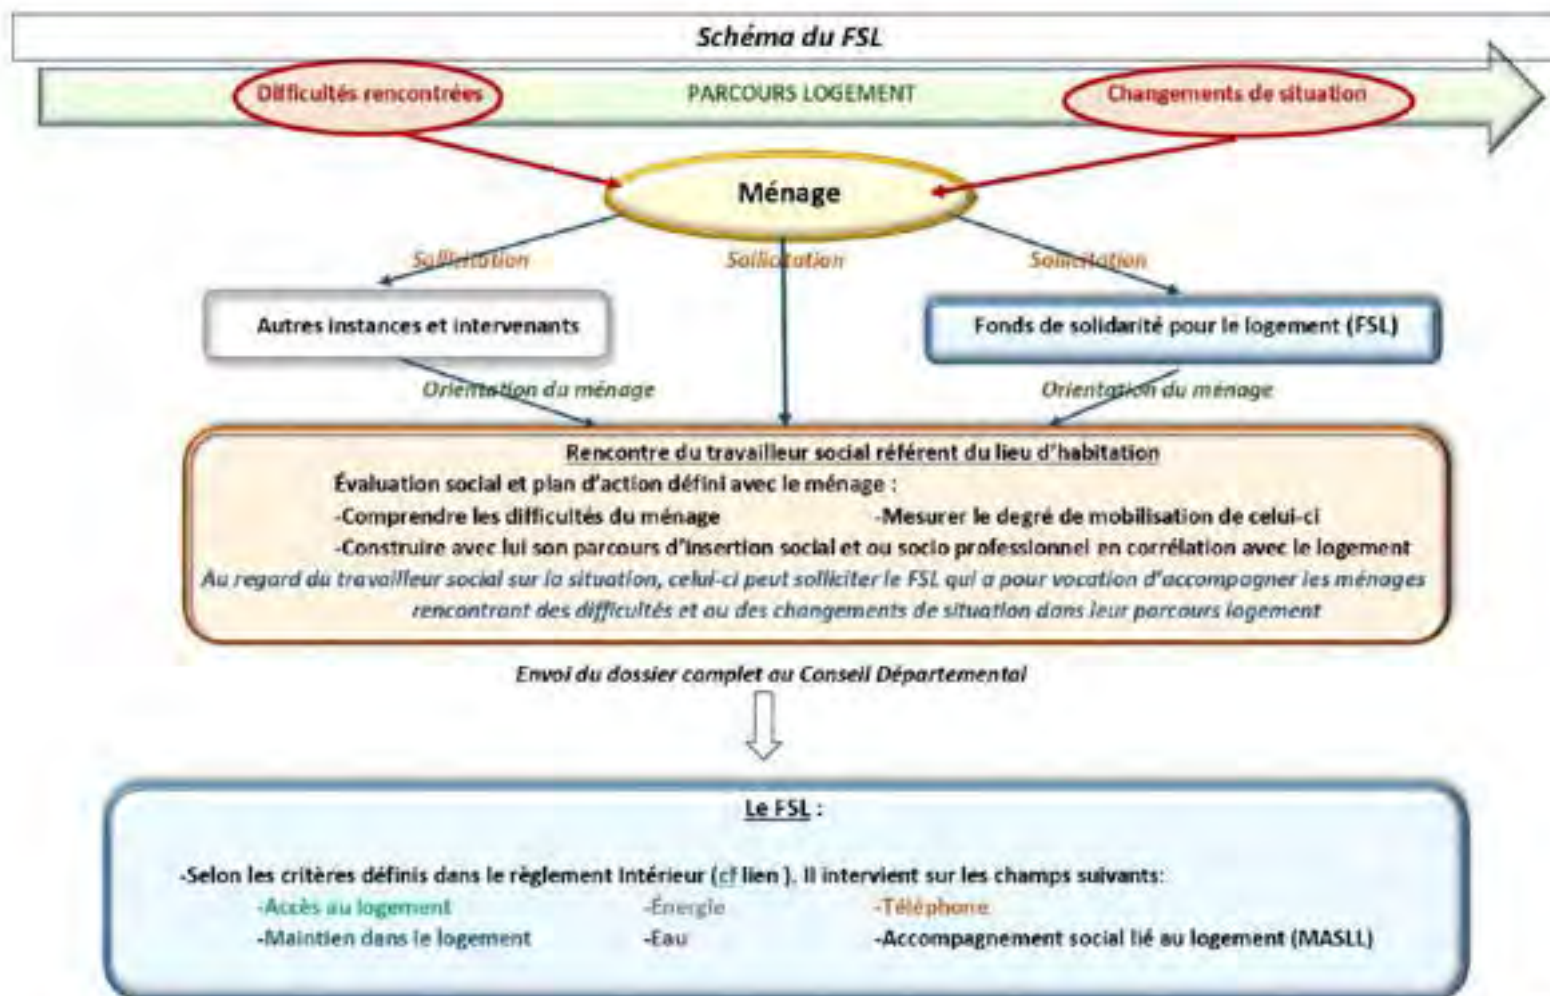 Schéma du FSL
Difficultés rencontrées
PARCOURS LOGEMENT
Changements de situation
Ménage
Sollicitation
Sollicitation
Sollicitation
Autres instances et intervenants
Fonds de solidarité pour le logement (FSL)
Orientation du ménage
Orientation du ménage
Rencontre du travailleur social référent du lieu d'habitation
Évaluation social et plan d'action défini avec le ménage :
-Comprendre les difficultés du ménage
-Mesurer le degré de mobilisation de celui-ci
-Construire avec lui son parcours d'insertion social et ou socio professionnel en corrélation avec le logement
Au regard du travailleur social sur la situation, celui-ci peut solliciter le FSL qui a pour vocation d'accompagner les ménages
rencontrant des difficultés et ou des changements de situation dans leur parcours logement
Envoi du dossier complet au Conseil Départemental
Le FSL :
-Selon les critères définis dans le règlement intérieur (cf lien ). Il intervient sur les champs suivants:
-Accès au logement
-Énergie
-Téléphone
-Maintien dans le logement
-Eau
-Accompagnement social lié au logement (MASLL)